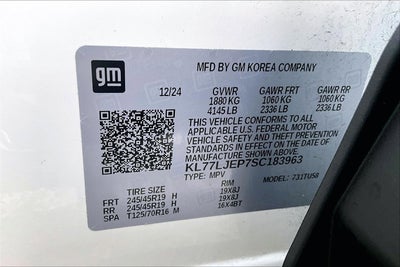 gm
MFD BY GM KOREA COMPANY
12/24 GVWR GAWR FRT GAWR RR
1880 KG 1060 KG 1060 KG
4145 LB 2336 LB 2336 LB
THIS VEHICLE CONFORMS TO ALL
APPLICABLE U.S. FEDERAL MOTOR
VEHICLE SAFETY AND THEFT PREVENTION
STANDARDS IN EFFECT ON THE DATE OF
MANUFACTURE SHOWN ABOVE.
KL77LJEP7SC183963
TYPE: MPV MODEL: 731TU58
TIRE SIZE RIM
FRT 245/45R19 H 19X8J
RR 245/45R19 H 19X8J
SPA T125/70R16 M 16X4BT